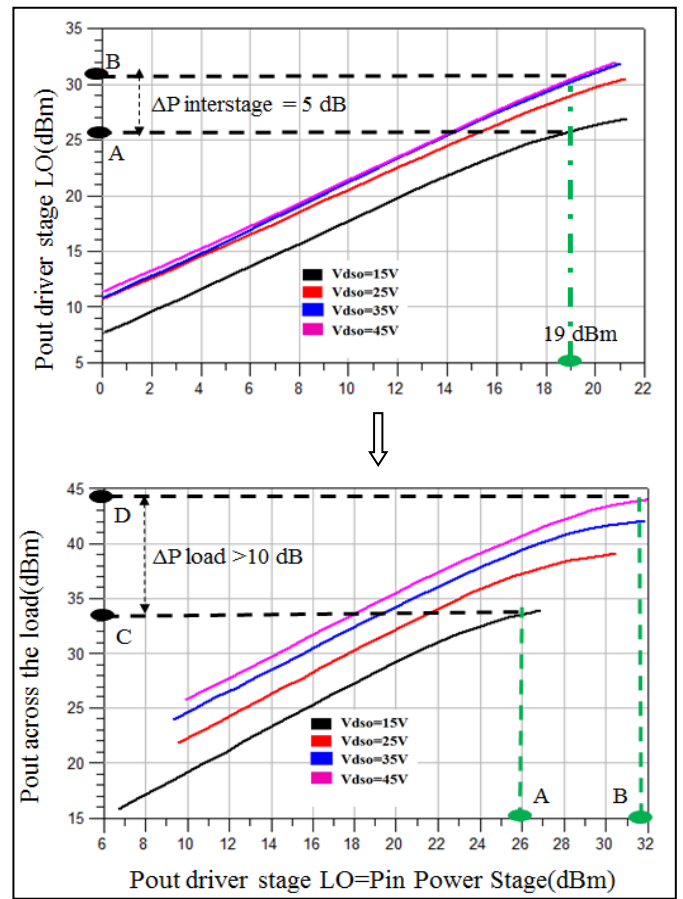 35
30
25
20
15
10
5
Pout driver stage LO(dBm)
B
ΔP interstage = 5 dB
A
Vdso=15V
Vdso=25V
Vdso=35V
Vdso=45V
19 dBm
0 2 4 6 8 10 12 14 16 18 20 22
45
40
35
30
25
20
15
Pout across the load(dBm)
D
ΔP load >10 dB
C
Vdso=15V
Vdso=25V
Vdso=35V
Vdso=45V
A B
6 8 10 12 14 16 18 20 22 24 26 28 30 32
Pout driver stage LO=Pin Power Stage(dBm)